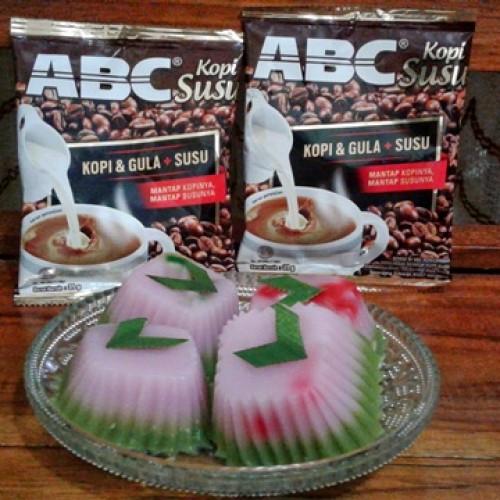 ABC®
Kopi
Susu
KOPI & GULA + SUSU
MANTAP KOPINYA,
MANTAP SUSUNYA
ABC®
Kopi
Susu
KOPI & GULA + SUSU
MANTAP KOPINYA,
MANTAP SUSUNYA